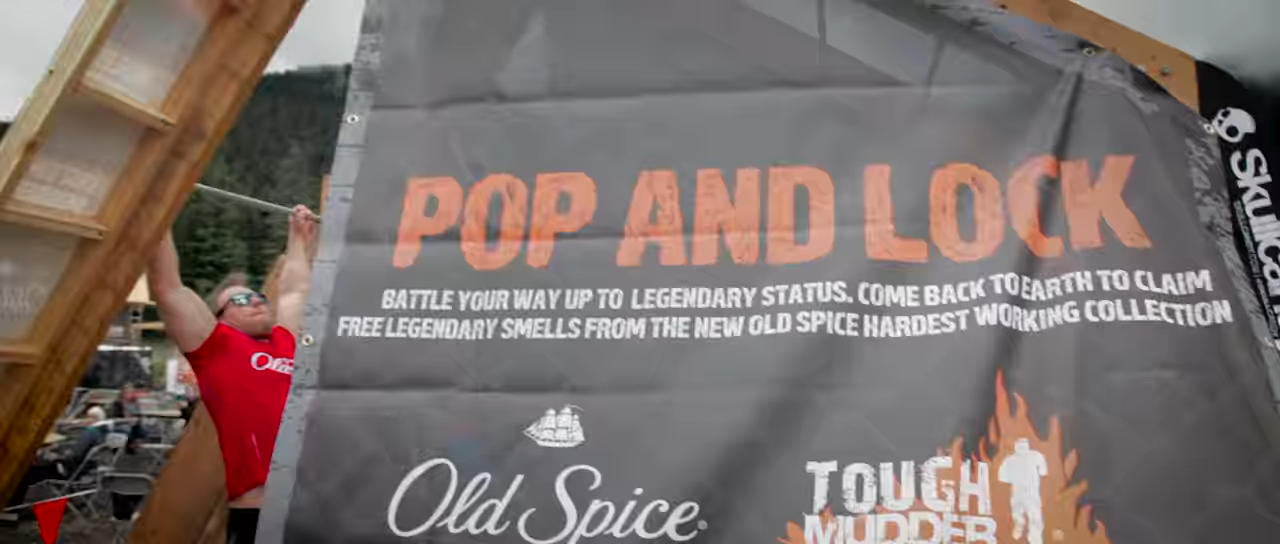 POP AND LOCK
BATTLE YOUR WAY UP TO LEGENDARY STATUS. COME BACK TO EARTH TO CLAIM
FREE LEGENDARY SMELLS FROM THE NEW OLD SPICE HARDEST WORKING COLLECTION
Old Spice
TOUGH
MUDDER